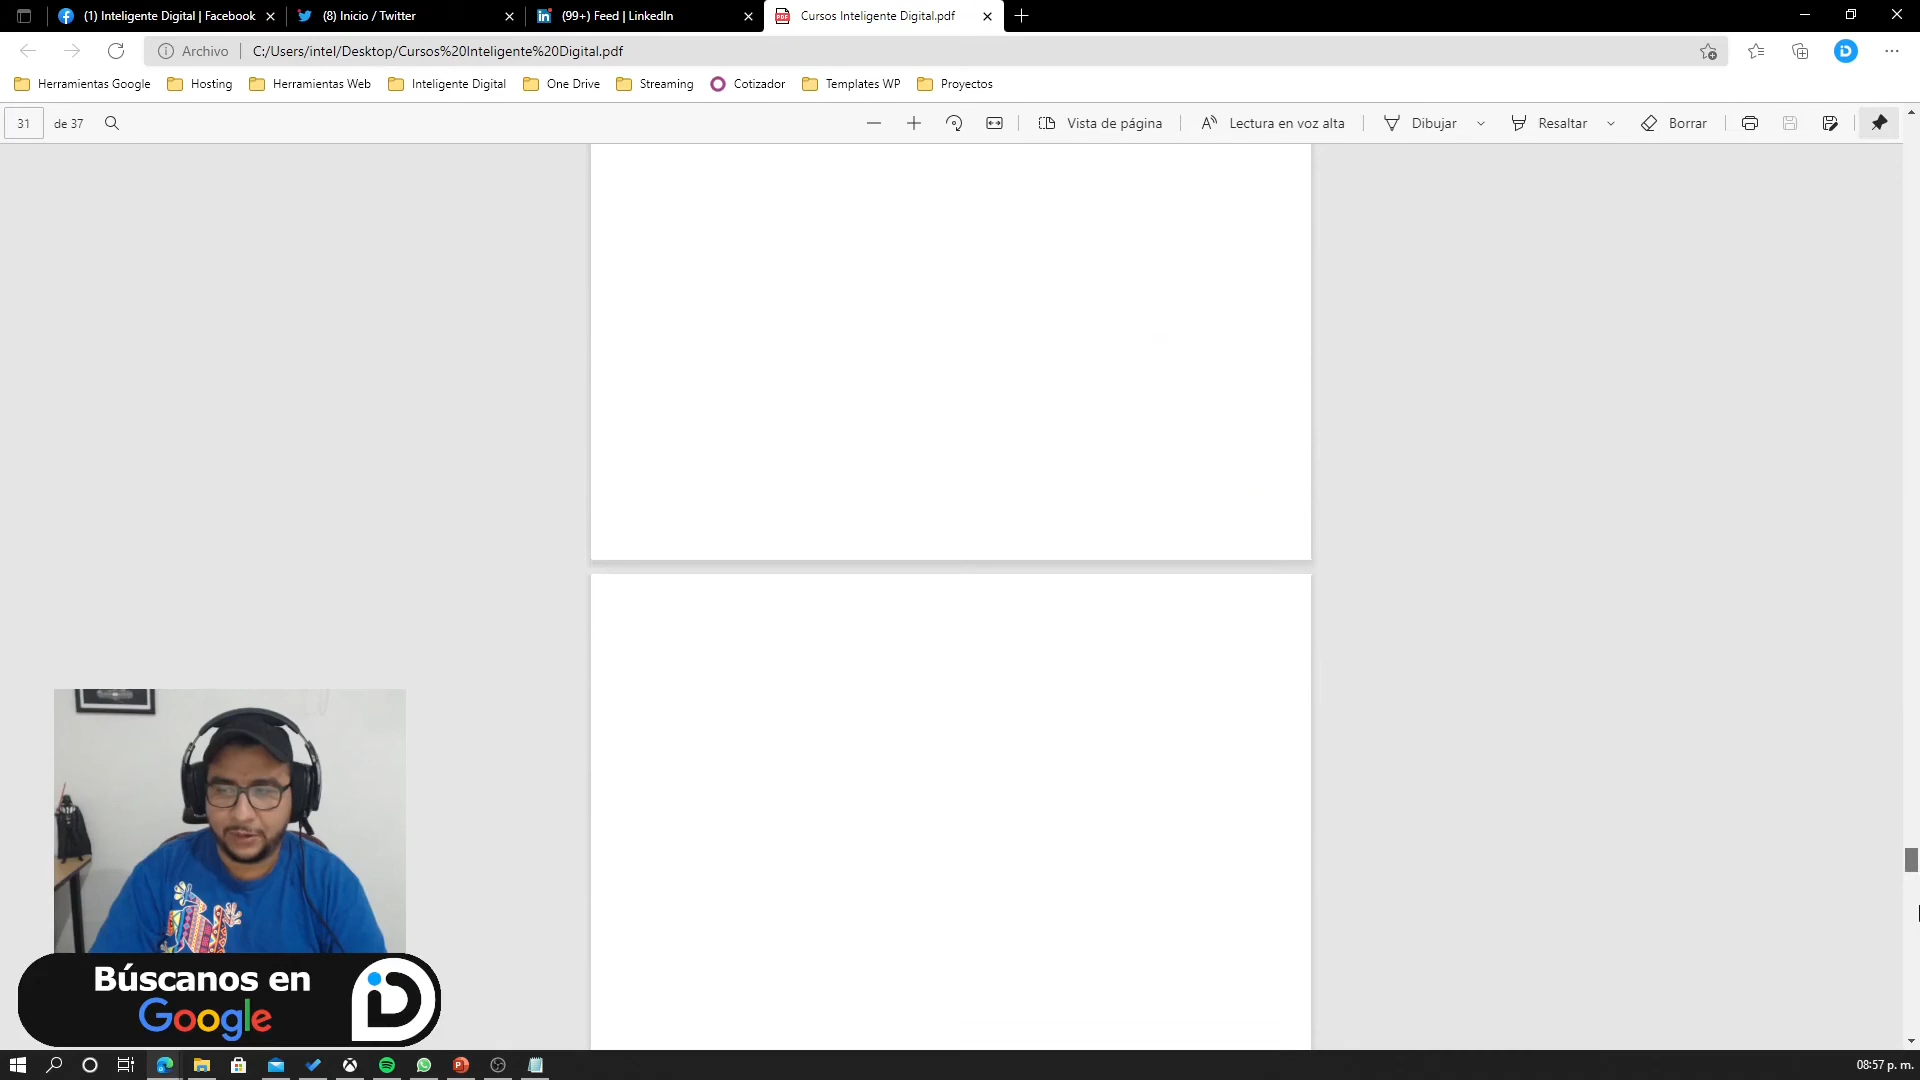 (1) Inteligente Digital | Facebook
(8) Inicio / Twitter
(99+) Feed | LinkedIn
Cursos Inteligente Digital.pdf
Archivo
C:/Users/intel/Desktop/Cursos%20Inteligente%20Digital.pdf
Herramientas Google
Hosting
Herramientas Web
Inteligente Digital
One Drive
Streaming
Cotizador
Templates WP
Proyectos
31
de 37
Vista de página
Lectura en voz alta
Dibujar
Resaltar
Borrar
Búscanos en
Google
08:57 p. m.